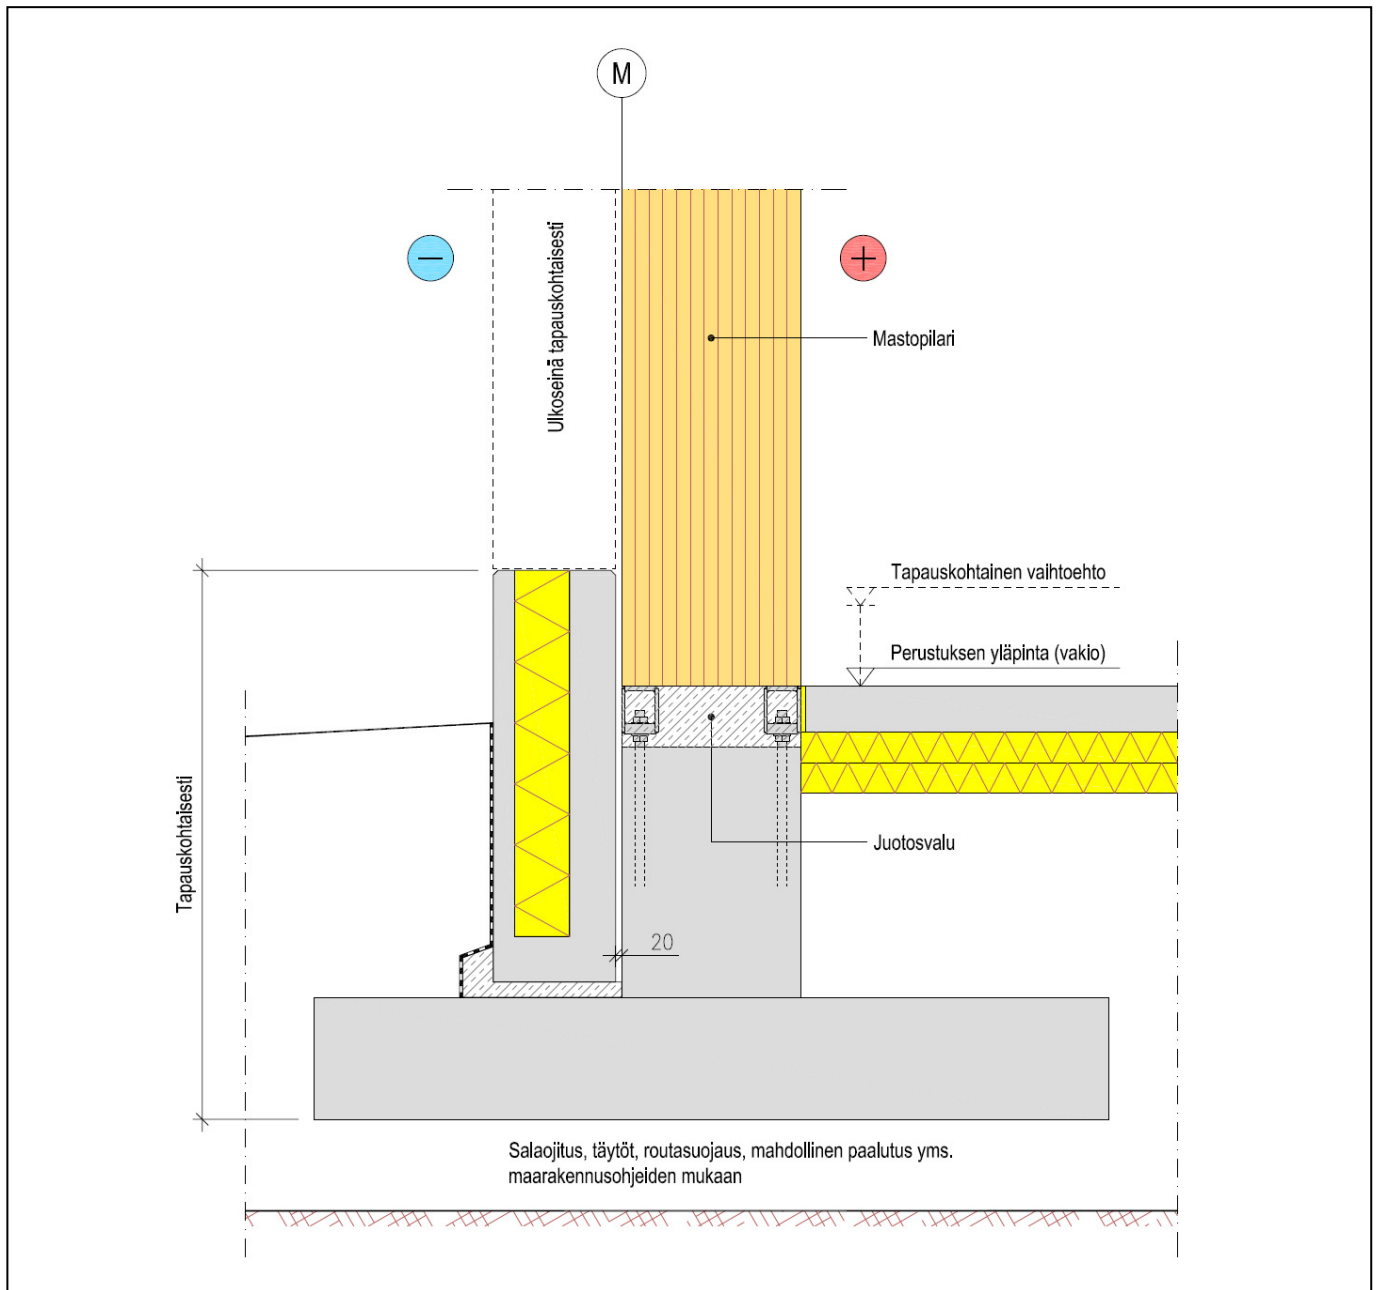 M
Ulkoseinä tapauskohtaisesti
−
+
Mastopilari
Tapauskohtainen vaihtoehto
Perustuksen yläpinta (vakio)
Tapauskohtaisesti
Juotosvalu
20
Salaojitus, täytöt, routasuojaus, mahdollinen paalutus yms.
maarakennusohjeiden mukaan